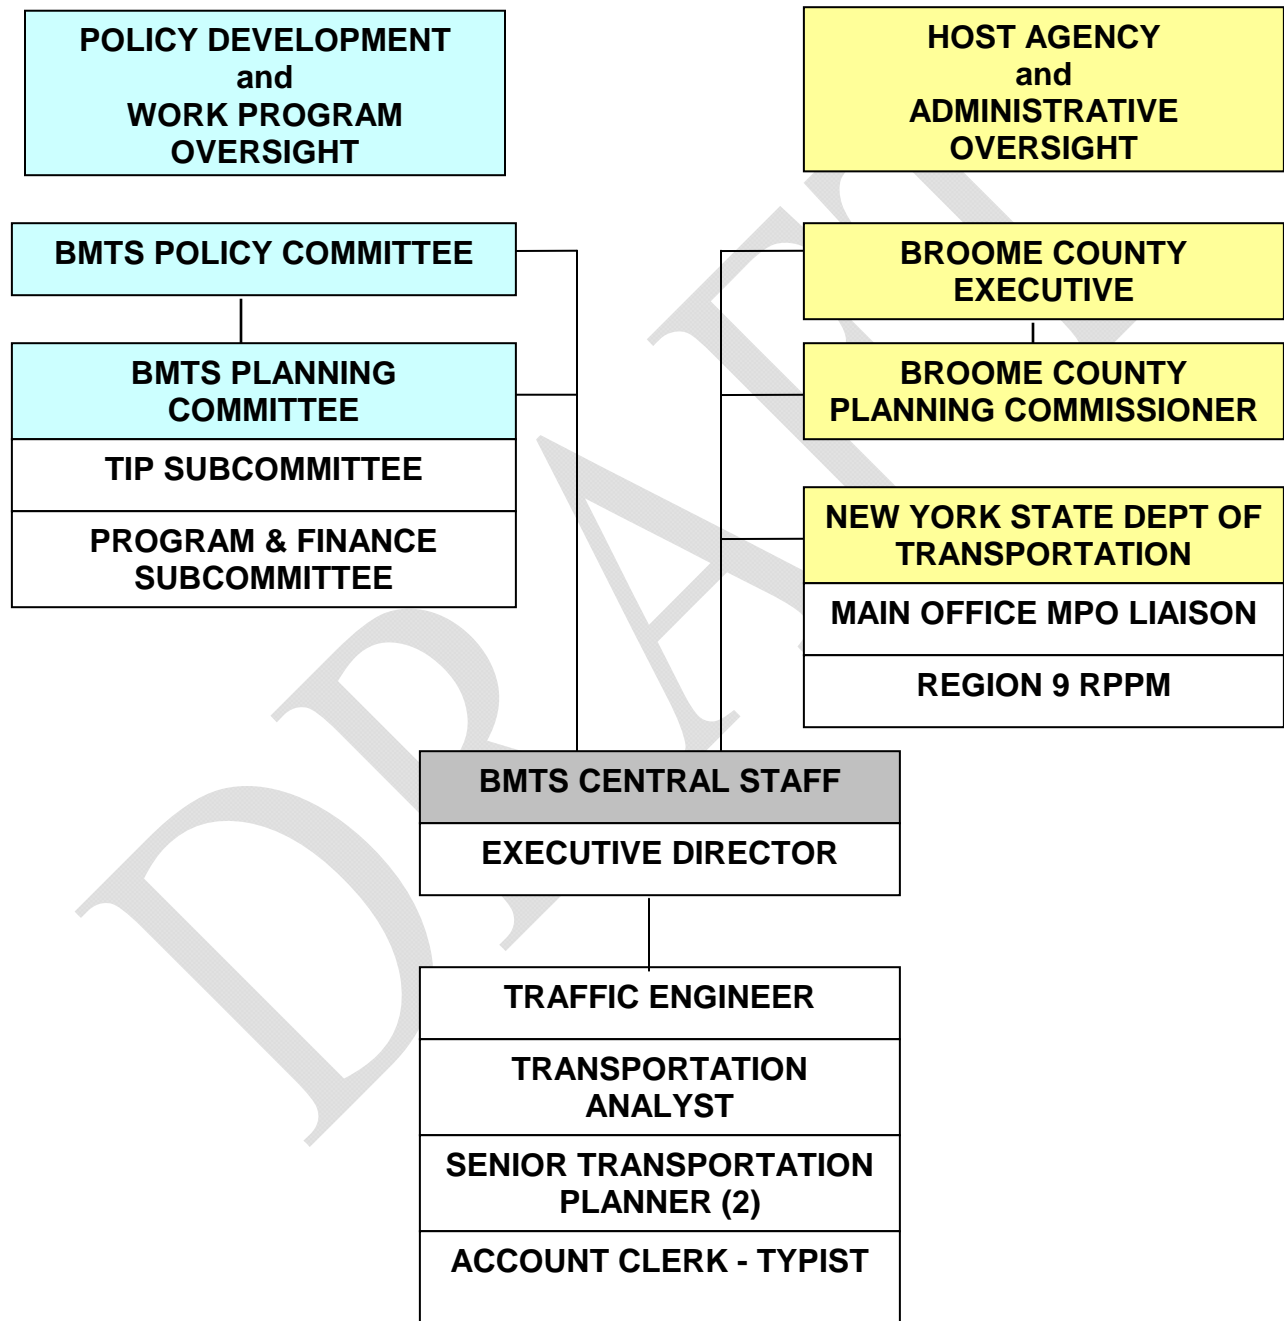 POLICY DEVELOPMENT
and
WORK PROGRAM
OVERSIGHT
HOST AGENCY
and
ADMINISTRATIVE
OVERSIGHT
BMTS POLICY COMMITTEE
BROOME COUNTY
EXECUTIVE
BMTS PLANNING
COMMITTEE
TIP SUBCOMMITTEE
PROGRAM & FINANCE
SUBCOMMITTEE
BROOME COUNTY
PLANNING COMMISSIONER
NEW YORK STATE DEPT OF
TRANSPORTATION
MAIN OFFICE MPO LIAISON
REGION 9 RPPM
BMTS CENTRAL STAFF
EXECUTIVE DIRECTOR
TRAFFIC ENGINEER
TRANSPORTATION
ANALYST
SENIOR TRANSPORTATION
PLANNER (2)
ACCOUNT CLERK - TYPIST
DRAFT